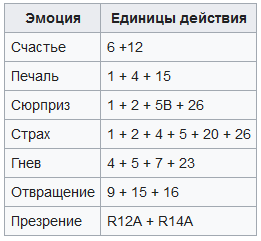 Эмоция Единицы действия
Счастье 6 +12
Печаль 1 + 4 + 15
Сюрприз 1 + 2 + 5B + 26
Страх 1 + 2 + 4 + 5 + 20 + 26
Гнев 4 + 5 + 7 + 23
Отвращение 9 + 15 + 16
Презрение R12A + R14A